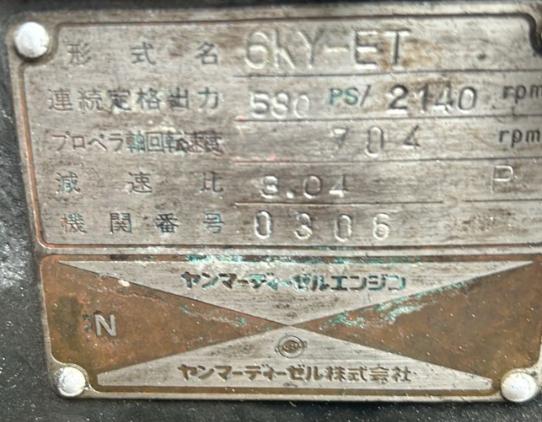 形式名 6KY-ET
連続定格出力 580 PS/2140 rpm
プロペラ軸回転速度 704 rpm
減速比 3.04 P
機関番号 0306
ヤンマーディーゼルエンジン
N
ヤンマーディーゼル株式会社